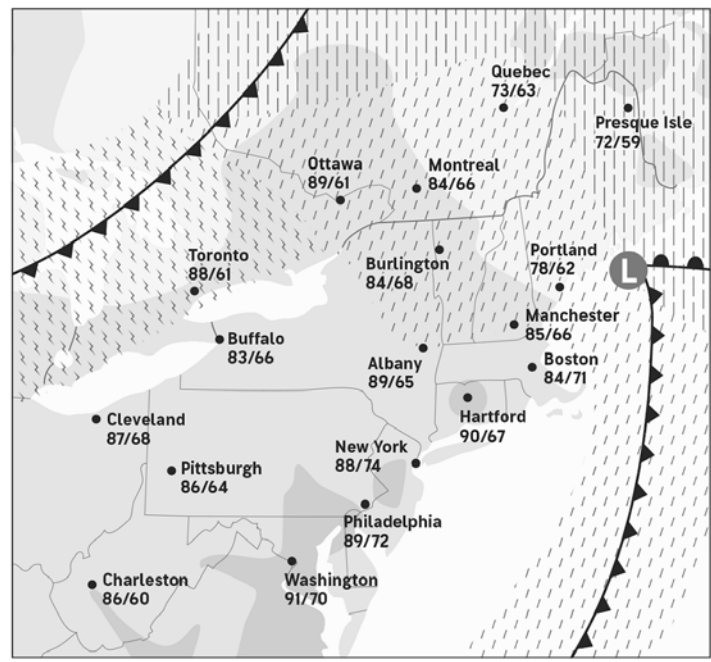 Quebec
73/63
Presque Isle
72/59
Ottawa
89/61
Montreal
84/66
Toronto
88/61
Burlington
84/68
Portland
78/62
L
Manchester
85/66
Buffalo
83/66
Albany
89/65
Boston
84/71
Hartford
90/67
Cleveland
87/68
New York
88/74
Pittsburgh
86/64
Philadelphia
89/72
Charleston
86/60
Washington
91/70